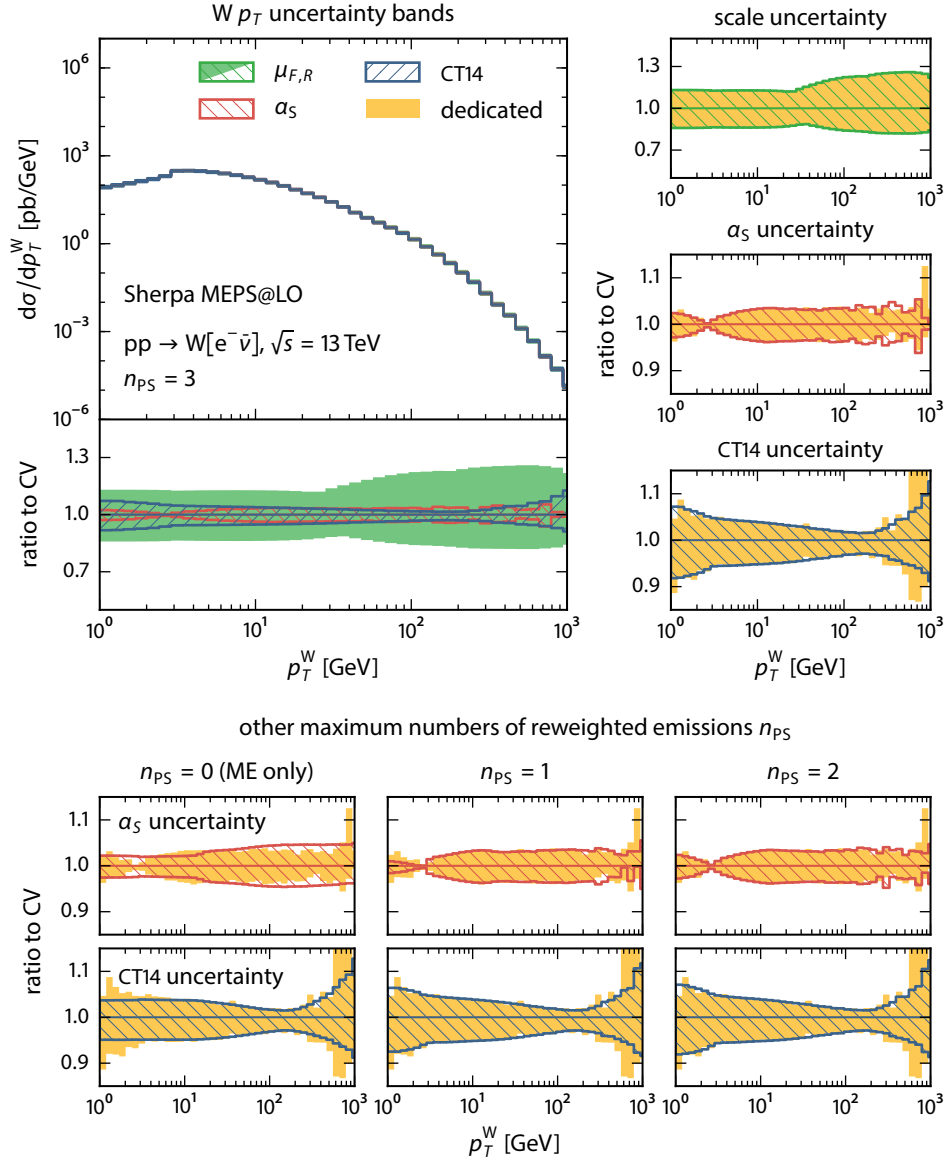 W p_T uncertainty bands
μ_F,R
CT14
α_S
dedicated
dσ/dp_T^W [pb/GeV]
10^6
10^3
10^0
10^−3
10^−6
Sherpa MEPS@LO
pp → W[e^− ν̄], √s = 13 TeV
n_PS = 3
ratio to CV
1.3
1.0
0.7
10^0 10^1 10^2 10^3
p_T^W [GeV]
scale uncertainty
1.3
1.0
0.7
10^0 10^1 10^2 10^3
α_S uncertainty
ratio to CV
1.1
1.0
0.9
10^0 10^1 10^2 10^3
CT14 uncertainty
1.1
1.0
0.9
10^0 10^1 10^2 10^3
p_T^W [GeV]
other maximum numbers of reweighted emissions n_PS
n_PS = 0 (ME only)
n_PS = 1
n_PS = 2
ratio to CV
1.1
1.0
0.9
α_S uncertainty
1.1
1.0
0.9
CT14 uncertainty
10^0 10^1 10^2 10^3
10^0 10^1 10^2 10^3
10^0 10^1 10^2 10^3
p_T^W [GeV]